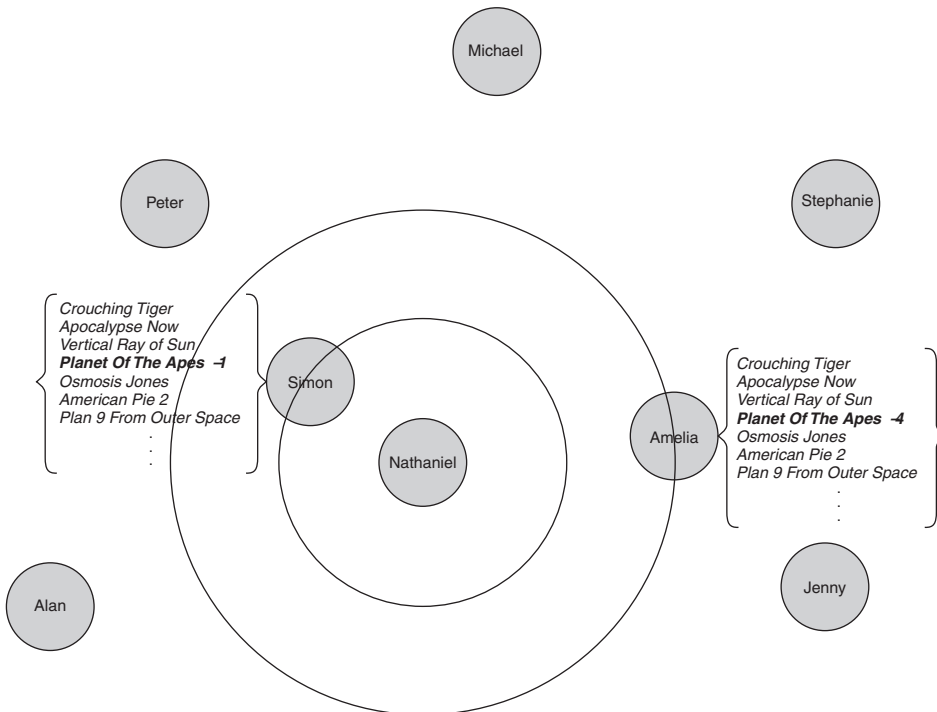 Michael
Peter
Stephanie
Crouching Tiger
Apocalypse Now
Vertical Ray of Sun
Planet Of The Apes –1
Osmosis Jones
American Pie 2
Plan 9 From Outer Space
.
.
.
Simon
Nathaniel
Amelia
Crouching Tiger
Apocalypse Now
Vertical Ray of Sun
Planet Of The Apes -4
Osmosis Jones
American Pie 2
Plan 9 From Outer Space
.
.
.
Alan
Jenny